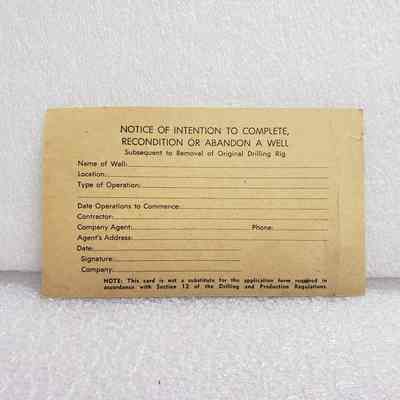 NOTICE OF INTENTION TO COMPLETE,
RECONDITION OR ABANDON A WELL
Subsequent to Removal of Original Drilling Rig
Name of Well:
Location:
Type of Operation:
Date Operations to Commence:
Contractor:
Company Agent: Phone:
Agent's Address:
Date:
Signature:
Company:
NOTE: This card is not a substitute for the application form required in
accordance with Section 12 of the Drilling and Production Regulations.